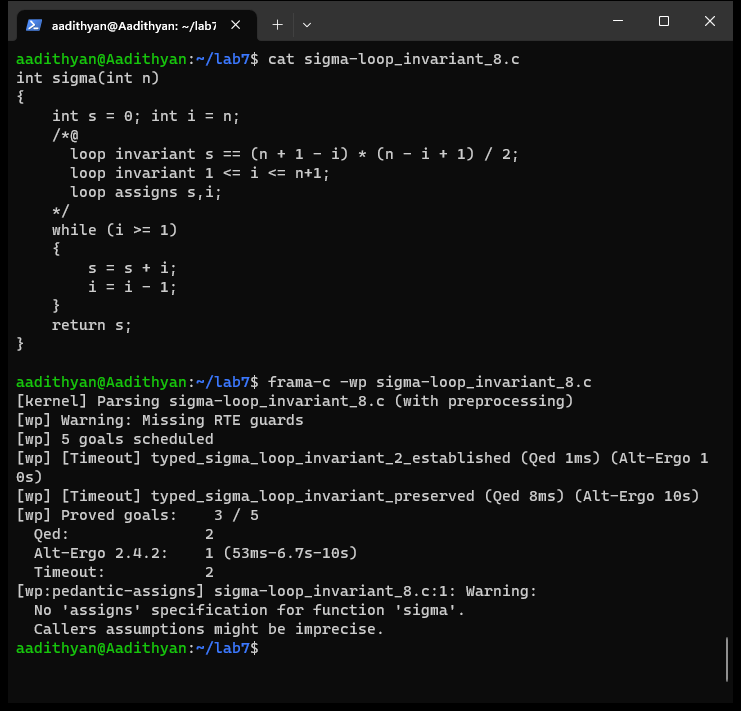 aadithyan@Aadithyan: ~/lab7
aadithyan@Aadithyan:~/lab7$ cat sigma-loop_invariant_8.c
int sigma(int n)
{
    int s = 0; int i = n;
    /*@
      loop invariant s == (n + 1 - i) * (n - i + 1) / 2;
      loop invariant 1 <= i <= n+1;
      loop assigns s,i;
    */
    while (i >= 1)
    {
        s = s + i;
        i = i - 1;
    }
    return s;
}
aadithyan@Aadithyan:~/lab7$ frama-c -wp sigma-loop_invariant_8.c
[kernel] Parsing sigma-loop_invariant_8.c (with preprocessing)
[wp] Warning: Missing RTE guards
[wp] 5 goals scheduled
[wp] [Timeout] typed_sigma_loop_invariant_2_established (Qed 1ms) (Alt-Ergo 1
0s)
[wp] [Timeout] typed_sigma_loop_invariant_preserved (Qed 8ms) (Alt-Ergo 10s)
[wp] Proved goals:    3 / 5
  Qed:               2
  Alt-Ergo 2.4.2:    1 (53ms-6.7s-10s)
  Timeout:           2
[wp:pedantic-assigns] sigma-loop_invariant_8.c:1: Warning:
  No 'assigns' specification for function 'sigma'.
  Callers assumptions might be imprecise.
aadithyan@Aadithyan:~/lab7$